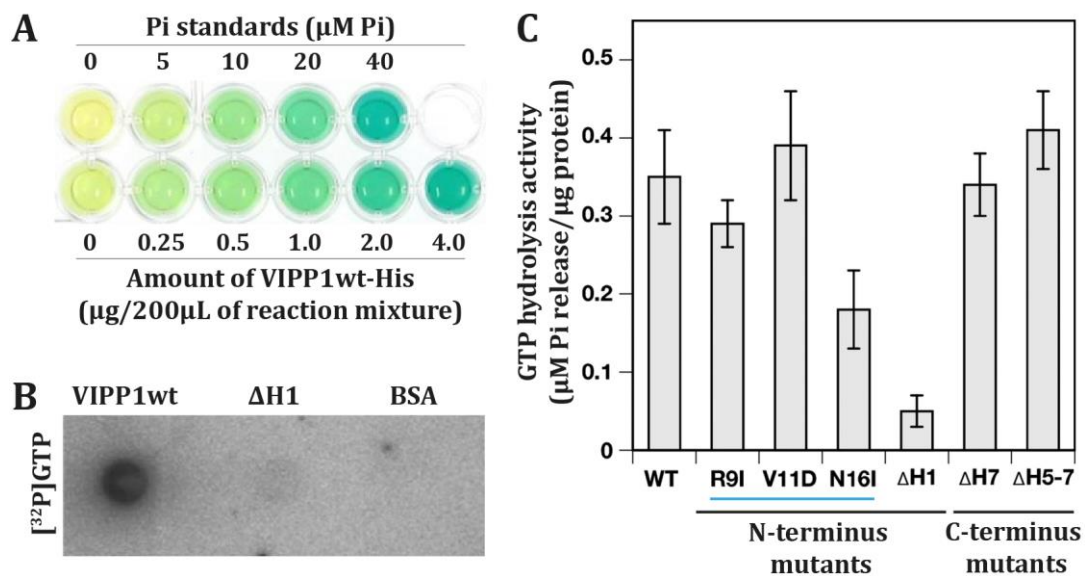 A
Pi standards (μM Pi)
0 5 10 20 40
0 0.25 0.5 1.0 2.0 4.0
Amount of VIPP1wt-His
(μg/200μL of reaction mixture)
B
VIPP1wt ΔH1 BSA
[³²P]GTP
C
GTP hydrolysis activity
(μM Pi release/μg protein)
0.5
0.4
0.3
0.2
0.1
0
WT R9I V11D N16I ΔH1 ΔH7 ΔH5-7
N-terminus
mutants
C-terminus
mutants